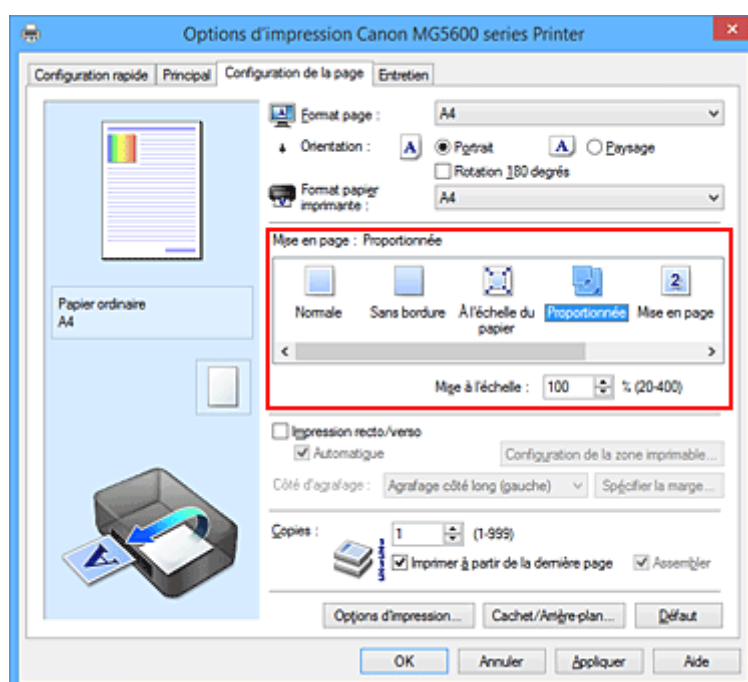 Options d'impression Canon MG5600 series Printer
Configuration rapide Principal Configuration de la page Entretien
Format page : A4
Orientation : A Portrait A Paysage
Rotation 180 degrés
Format papier
imprimante : A4
Mise en page : Proportionnée
Normale Sans bordure À l'échelle du papier Proportionnée Mise en page
Mise à l'échelle : 100 % (20-400)
Papier ordinaire
A4
Impression recto/verso
Automatique Configuration de la zone imprimable...
Côté d'agrafage : Agrafage côté long (gauche) Spécifier la marge...
Copies : 1 (1-999)
Imprimer à partir de la dernière page Assembler
Options d'impression... Cachet/Arrière-plan... Défaut
OK Annuler Appliquer Aide